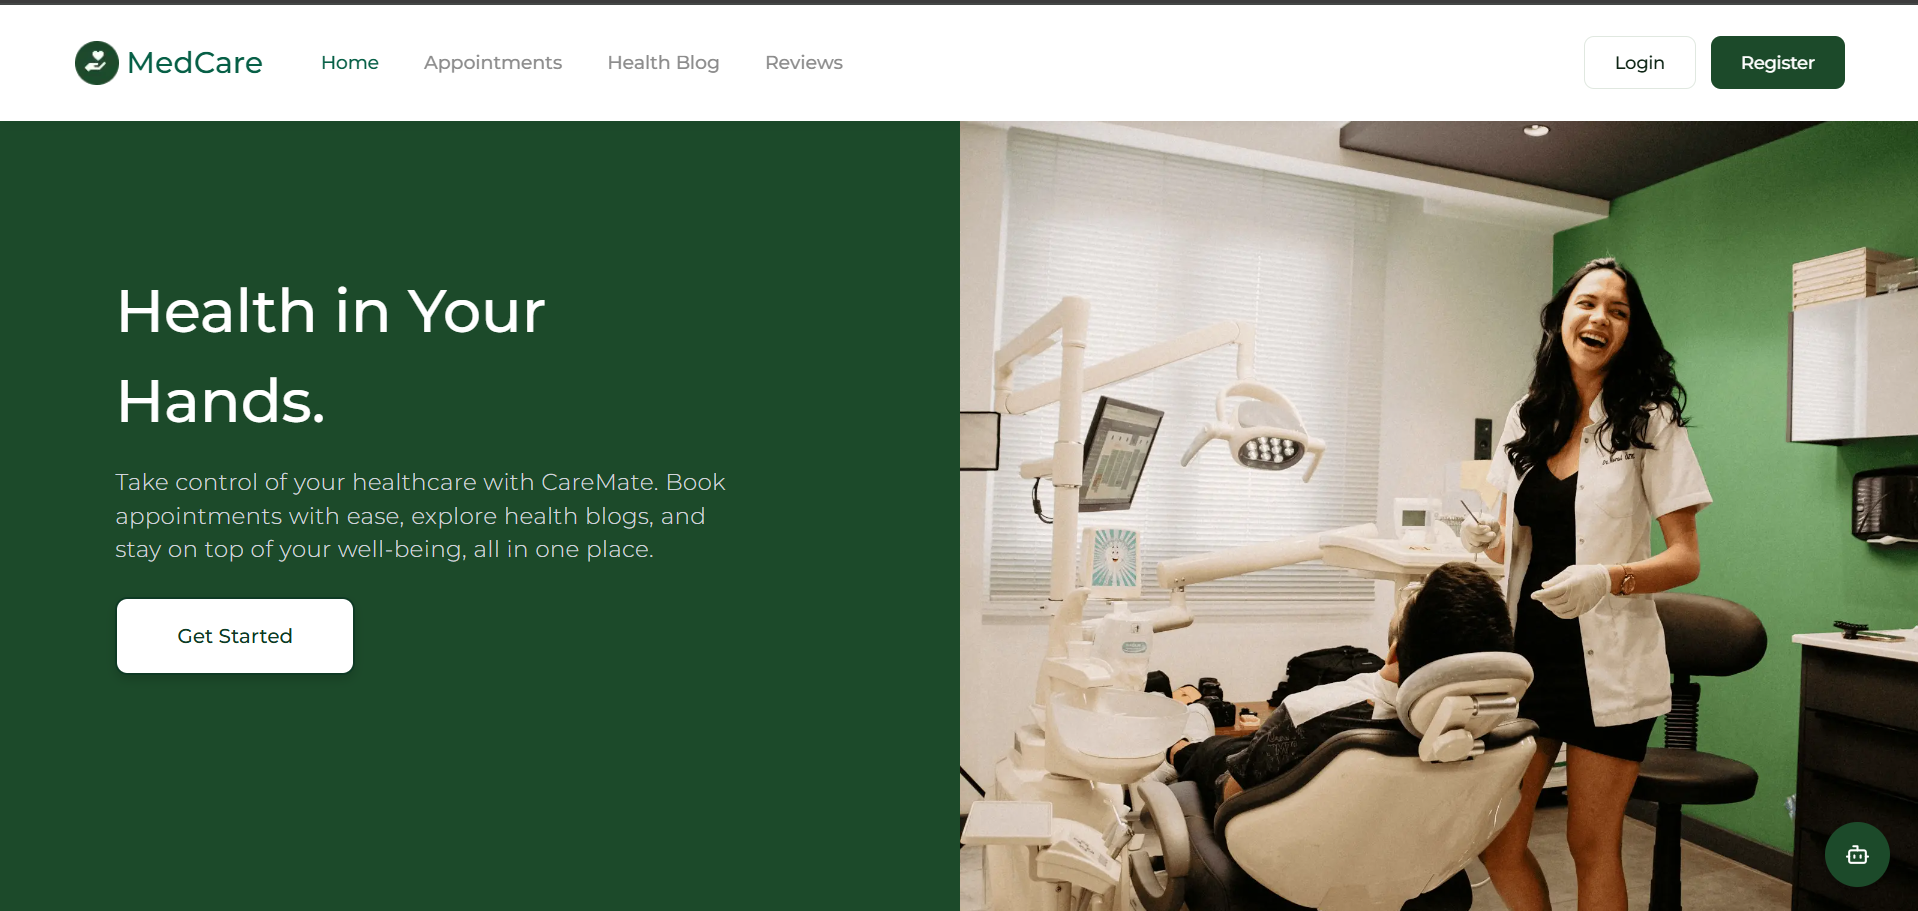 MedCare
Home
Appointments
Health Blog
Reviews
Login
Register
Health in Your
Hands.
Take control of your healthcare with CareMate. Book
appointments with ease, explore health blogs, and
stay on top of your well-being, all in one place.
Get Started